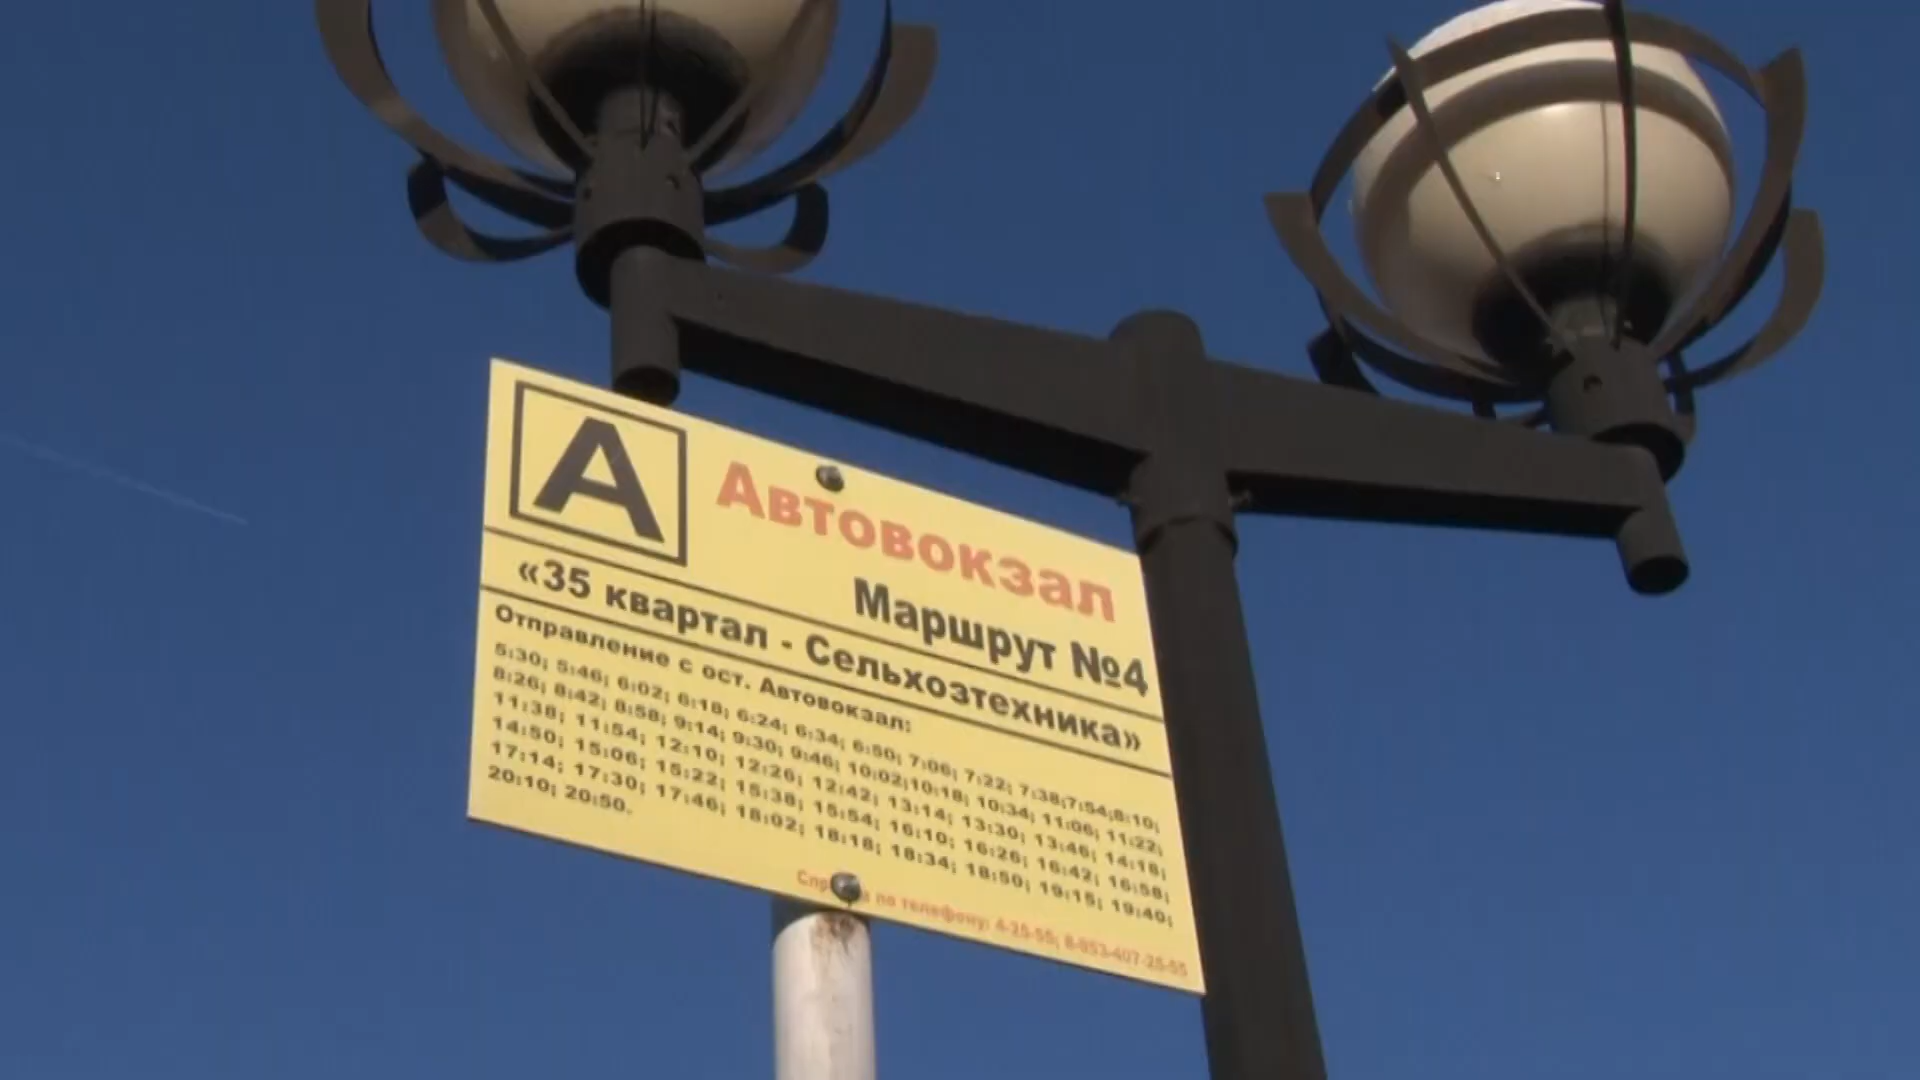 А
Автовокзал
Маршрут №4
«35 квартал - Сельхозтехника»
Отправление с ост. Автовокзал:
5:30; 5:46; 6:02; 6:18; 6:24; 6:34; 6:50; 7:06; 7:22; 7:38;7:54;8:10;
8:26; 8:42; 8:58; 9:14; 9:30; 9:46; 10:02;10:18; 10:34; 11:06; 11:22;
11:38; 11:54; 12:10; 12:26; 12:42; 13:14; 13:30; 13:46; 14:18;
14:50; 15:06; 15:22; 15:38; 15:54; 16:10; 16:26; 16:42; 16:58;
17:14; 17:30; 17:46; 18:02; 18:18; 18:34; 18:50; 19:15; 19:40;
20:10; 20:50.
по телефону: 4-25-55; 8-953-407-25-55